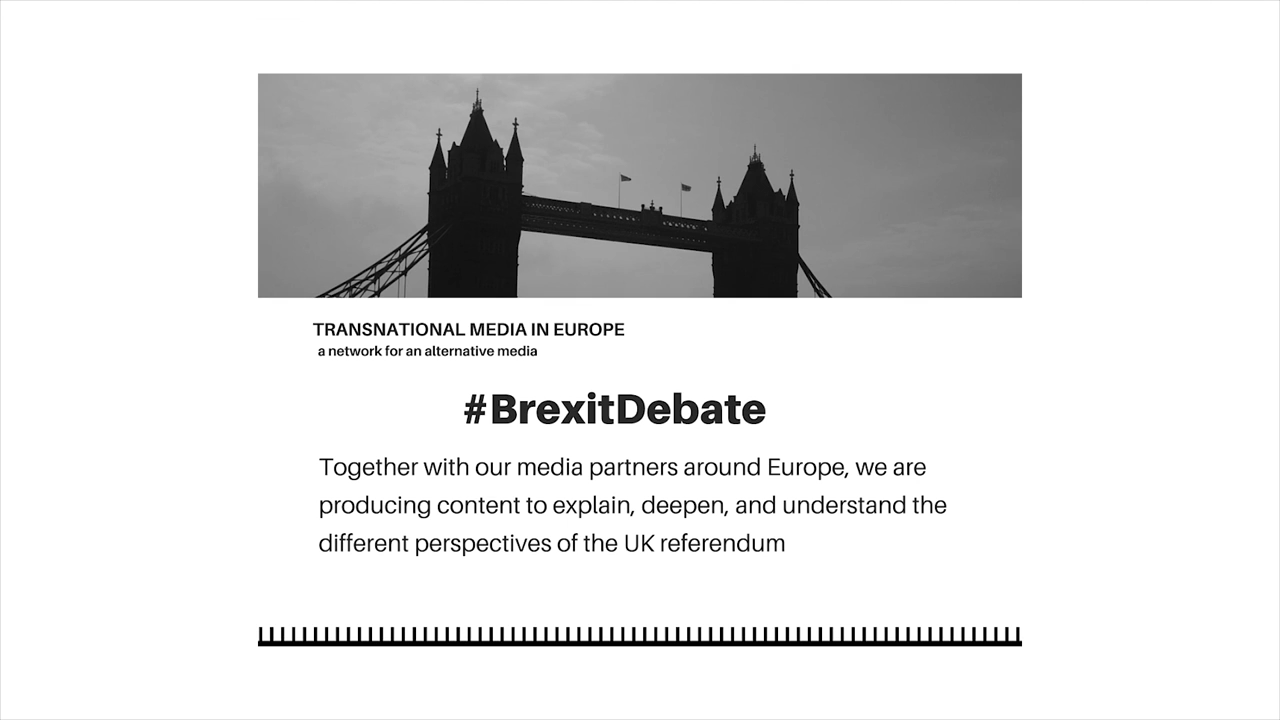 TRANSNATIONAL MEDIA IN EUROPE
a network for an alternative media
#BrexitDebate
Together with our media partners around Europe, we are
producing content to explain, deepen, and understand the
different perspectives of the UK referendum